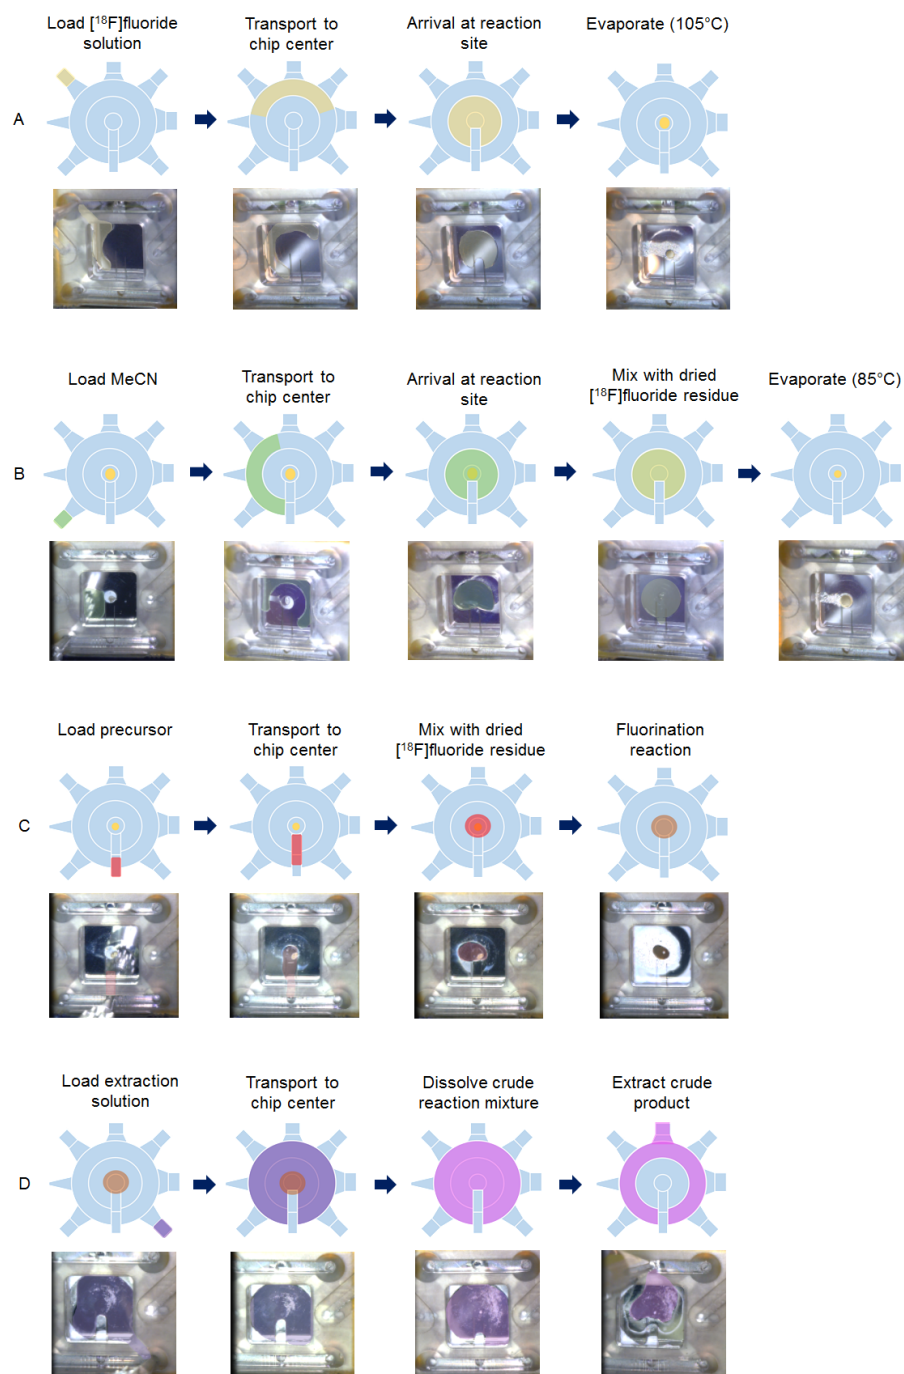 Load [¹⁸F]fluoride
solution
Transport to
chip center
Arrival at reaction
site
Evaporate (105°C)
A
Load MeCN
Transport to
chip center
Arrival at reaction
site
Mix with dried
[¹⁸F]fluoride residue
Evaporate (85°C)
B
Load precursor
Transport to
chip center
Mix with dried
[¹⁸F]fluoride residue
Fluorination
reaction
C
Load extraction
solution
Transport to
chip center
Dissolve crude
reaction mixture
Extract crude
product
D